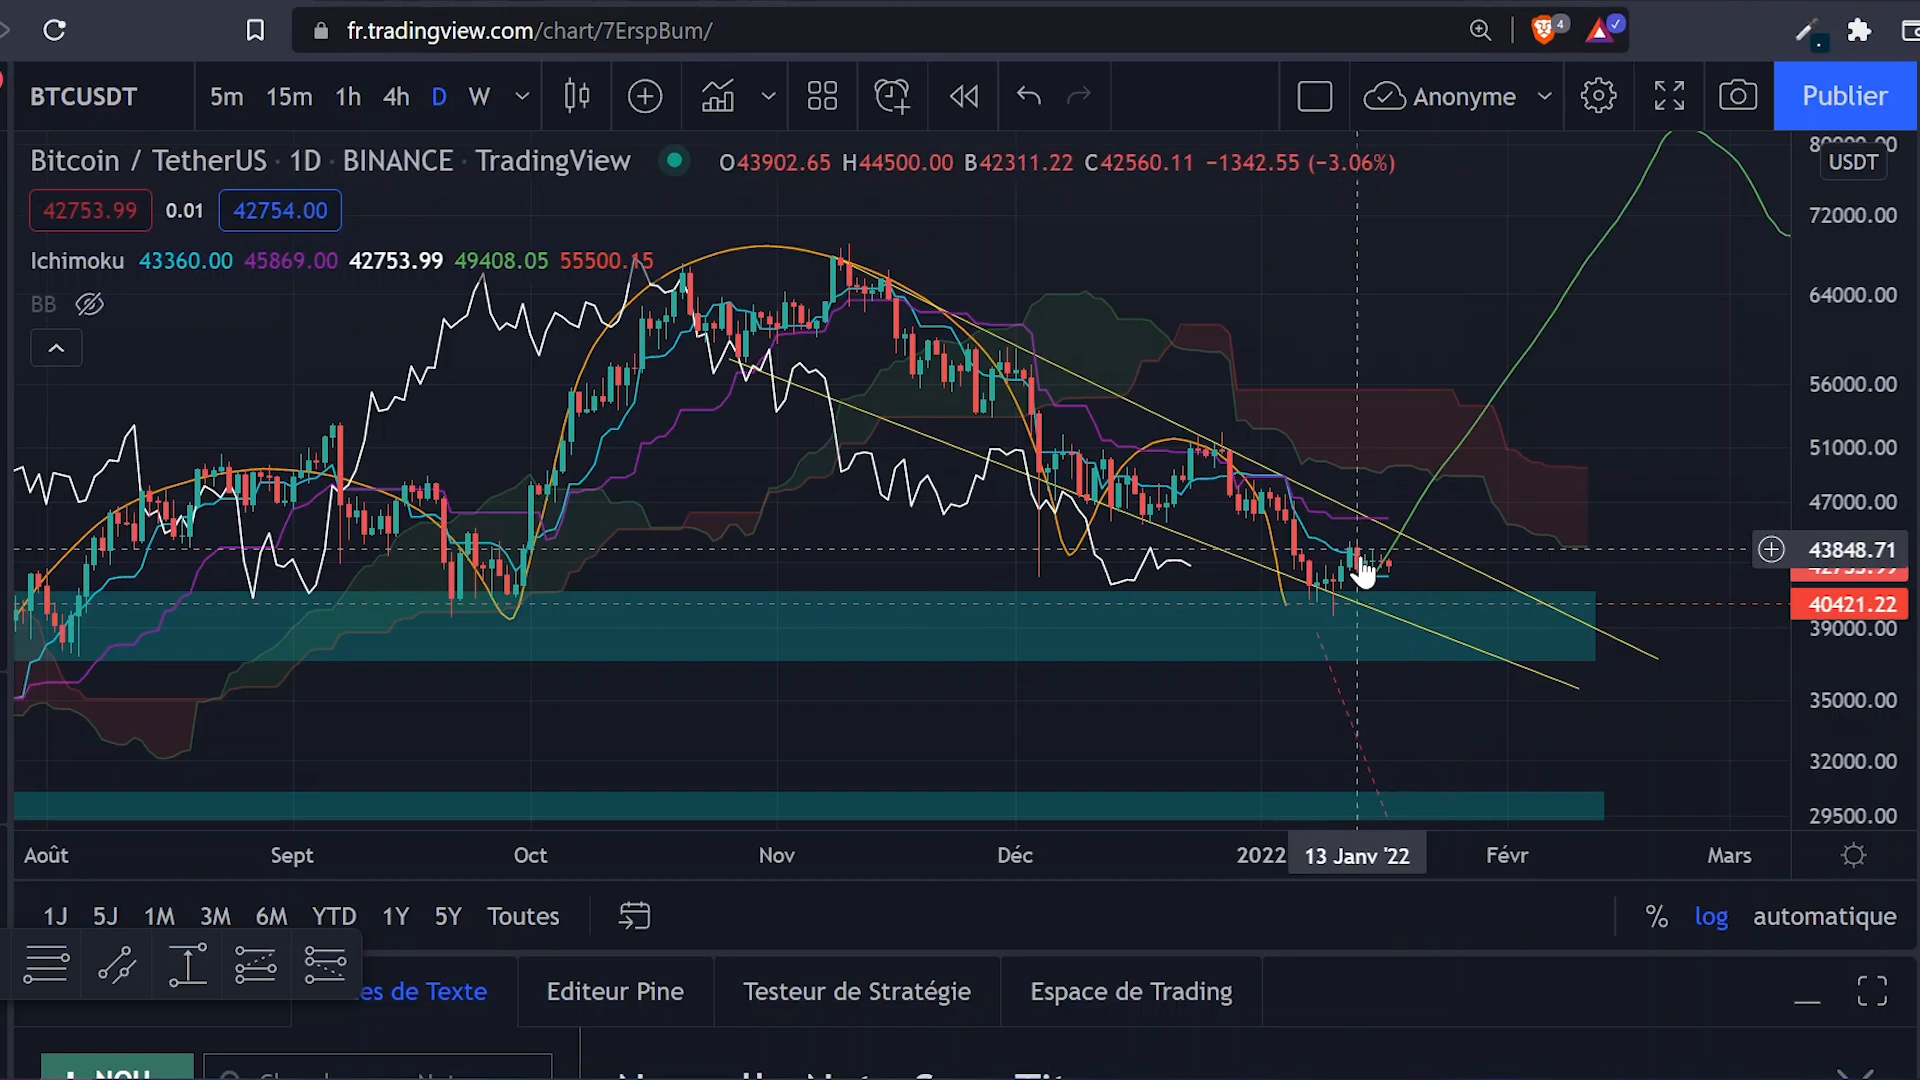 fr.tradingview.com/chart/7ErspBum/
4
BTCUSDT 5m 15m 1h 4h D W Anonyme Publier
Bitcoin / TetherUS · 1D · BINANCE · TradingView O43902.65 H44500.00 B42311.22 C42560.11 −1342.55 (−3.06%)
42753.99 0.01 42754.00
Ichimoku 43360.00 45869.00 42753.99 49408.05 55500.15
BB
80000.00
USDT
72000.00
64000.00
56000.00
51000.00
47000.00
43848.71
42753.99
40421.22
39000.00
35000.00
32000.00
29500.00
Août Sept Oct Nov Déc 2022 13 Janv '22 Févr Mars
1J 5J 1M 3M 6M YTD 1Y 5Y Toutes % log automatique
es de Texte Editeur Pine Testeur de Stratégie Espace de Trading